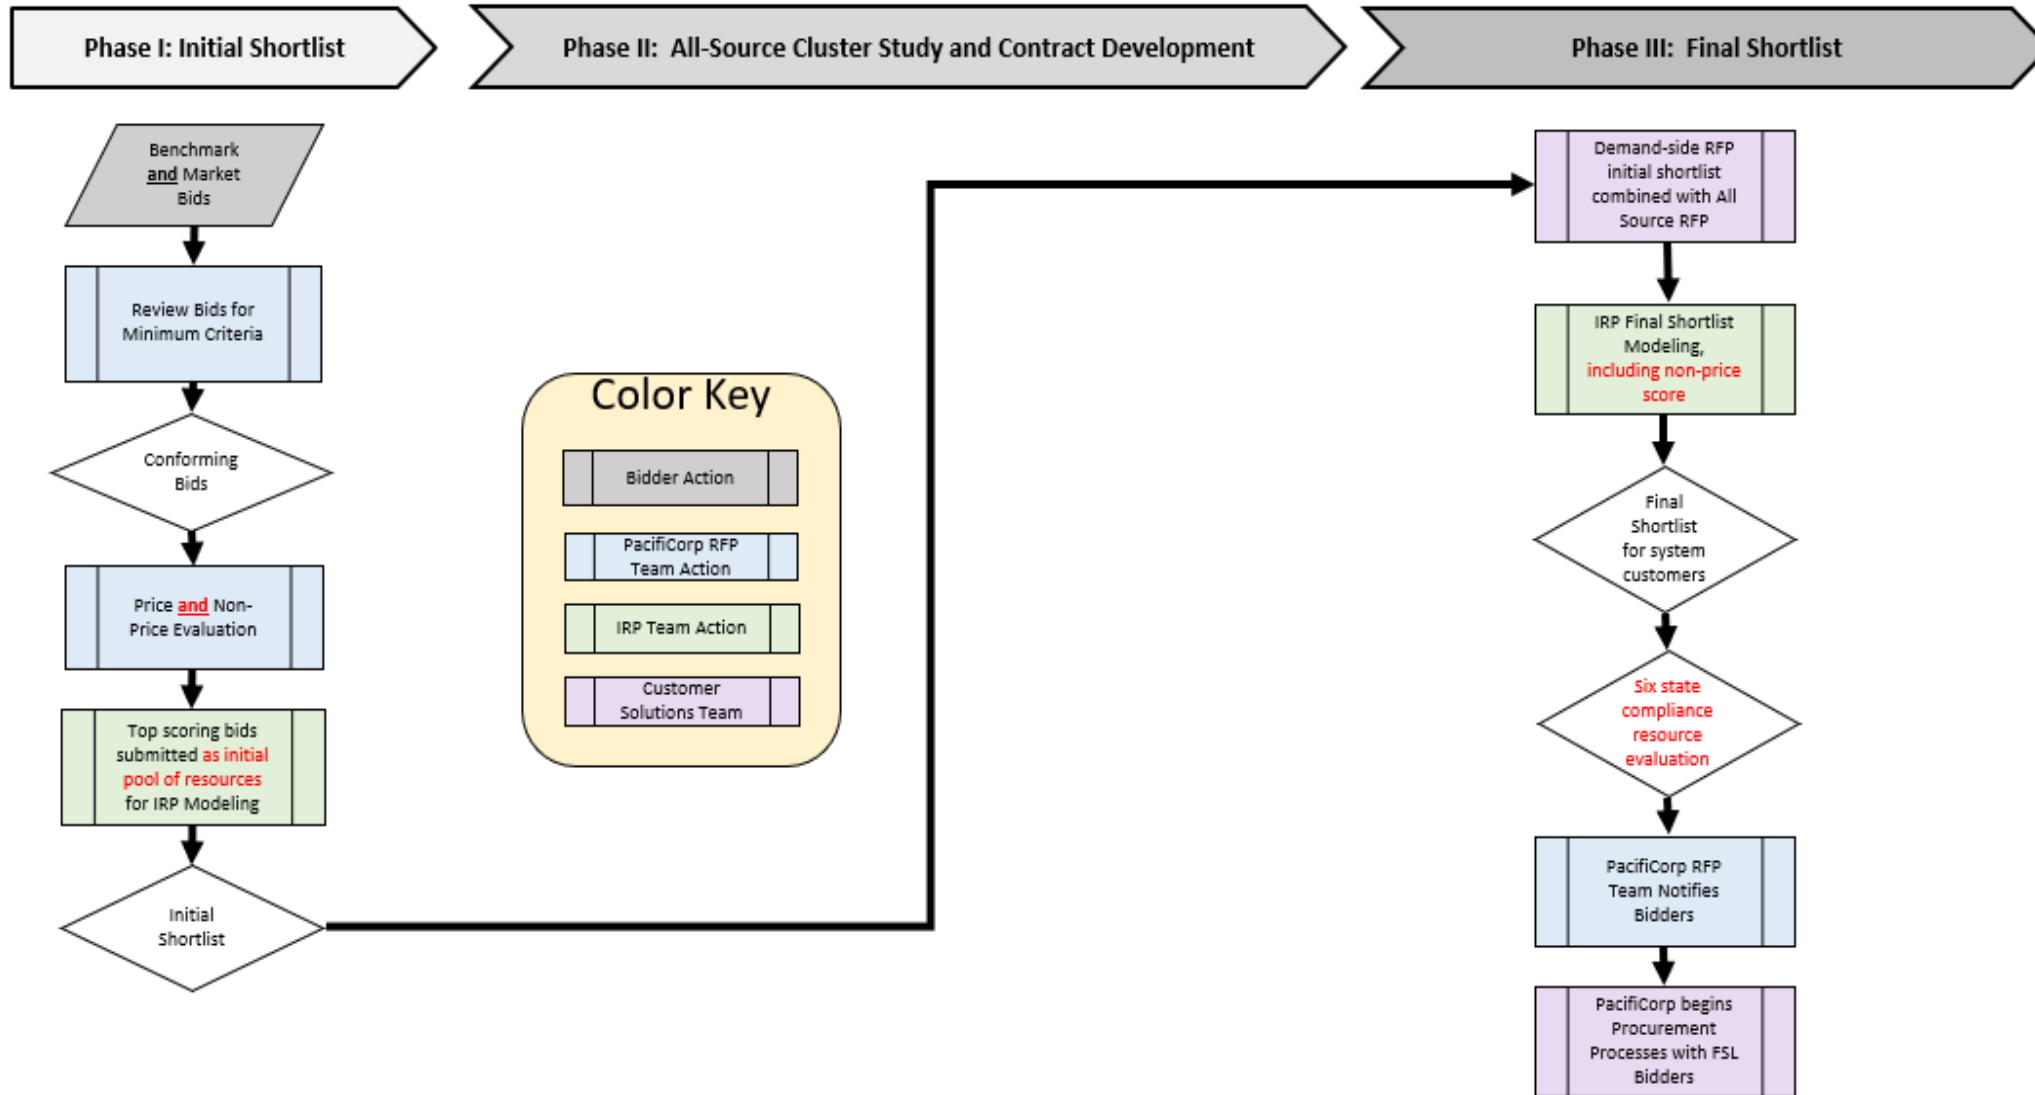 Phase I: Initial Shortlist
Phase II:  All-Source Cluster Study and Contract Development
Phase III:  Final Shortlist
Benchmark
and Market
Bids
Review Bids for
Minimum Criteria
Conforming
Bids
Price and Non-
Price Evaluation
Top scoring bids
submitted as initial
pool of resources
for IRP Modeling
Initial
Shortlist
Color Key
Bidder Action
PacifiCorp RFP
Team Action
IRP Team Action
Customer
Solutions Team
Demand-side RFP
initial shortlist
combined with All
Source RFP
IRP Final Shortlist
Modeling,
including non-price
score
Final
Shortlist
for system
customers
Six state
compliance
resource
evaluation
PacifiCorp RFP
Team Notifies
Bidders
PacifiCorp begins
Procurement
Processes with FSL
Bidders